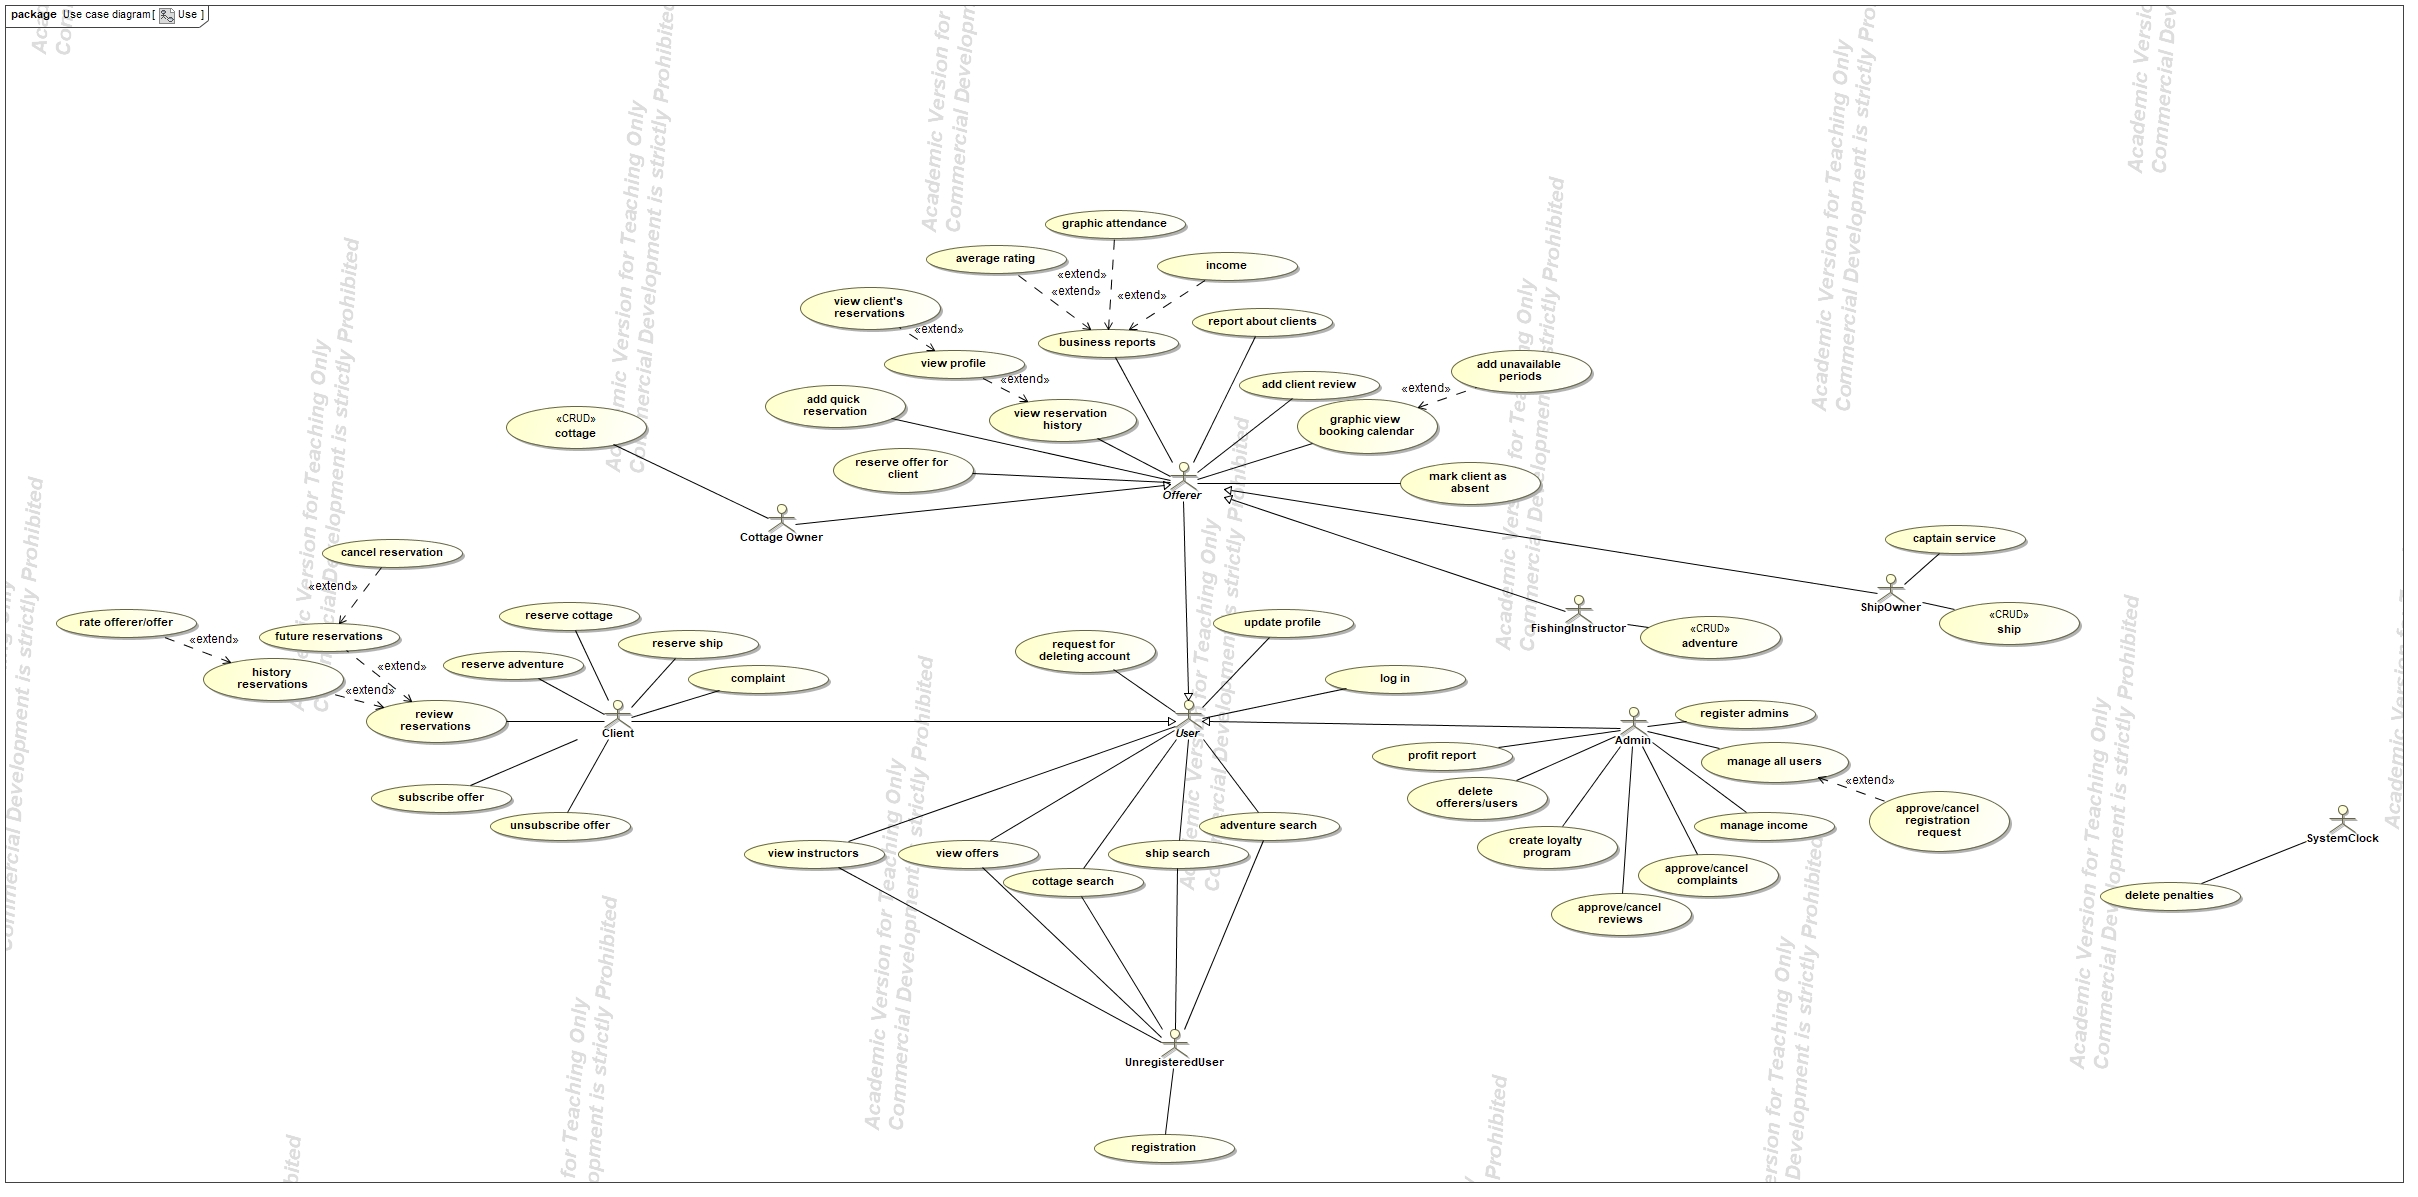 package Use case diagram[ Use ]
graphic attendance
average rating
«extend»
income
«extend»
«extend»
view client's
reservations
«extend»
report about clients
business reports
view profile
«extend»
add unavailable
periods
«extend»
add client review
add quick
reservation
view reservation
history
graphic view
booking calendar
«CRUD»
cottage
reserve offer for
client
mark client as
absent
Offerer
Cottage Owner
captain service
cancel reservation
«extend»
ShipOwner
«CRUD»
ship
FishingInstructor
«CRUD»
adventure
rate offerer/offer
«extend»
future reservations
«extend»
history
reservations
«extend»
review
reservations
reserve cottage
reserve ship
reserve adventure
complaint
Client
subscribe offer
unsubscribe offer
request for
deleting account
update profile
log in
User
register admins
Admin
profit report
manage all users
«extend»
delete
offerers/users
approve/cancel
registration
request
manage income
create loyalty
program
approve/cancel
complaints
approve/cancel
reviews
SystemClock
delete penalties
adventure search
view instructors
view offers
ship search
cottage search
UnregisteredUser
registration
Academic Version for Teaching Only
Commercial Development is strictly Prohibited